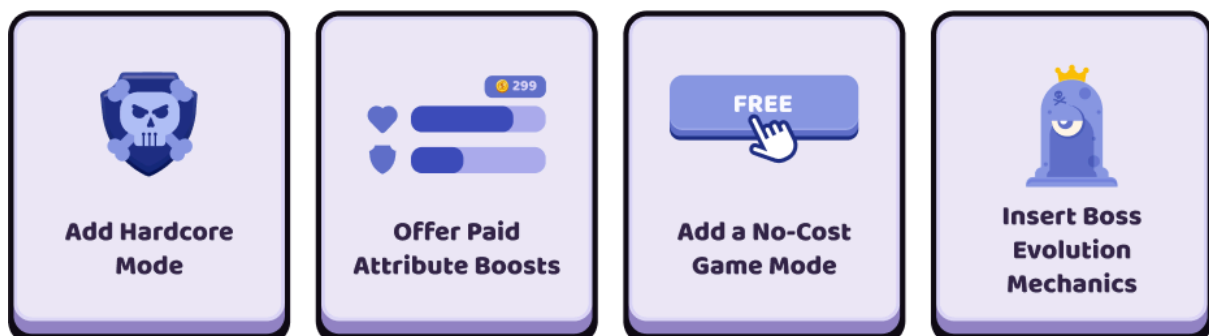 Add Hardcore
Mode
299
Offer Paid
Attribute Boosts
FREE
Add a No-Cost
Game Mode
Insert Boss
Evolution
Mechanics